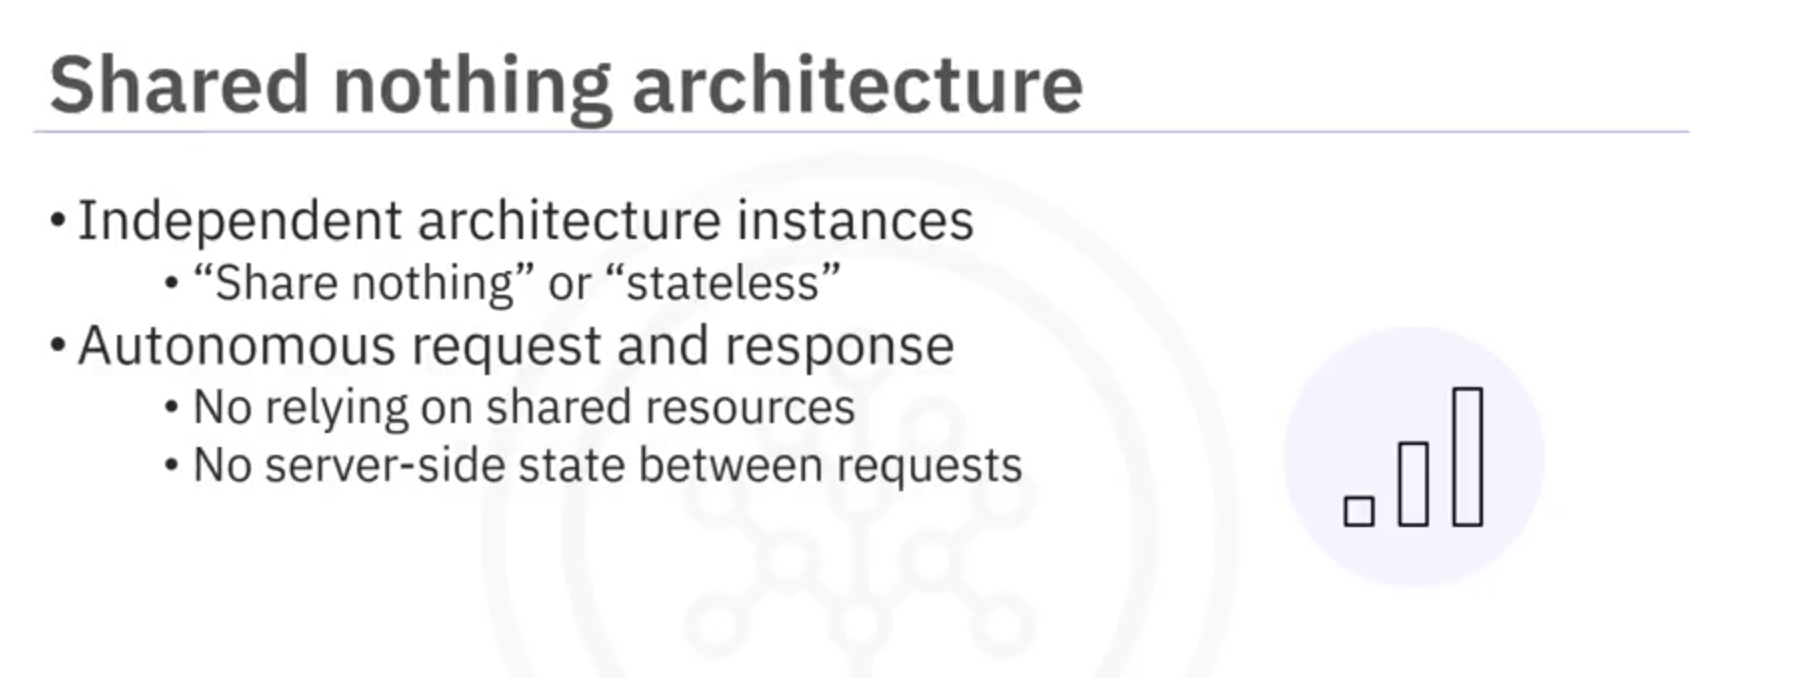 Shared nothing architecture
• Independent architecture instances
• “Share nothing” or “stateless”
• Autonomous request and response
• No relying on shared resources
• No server-side state between requests